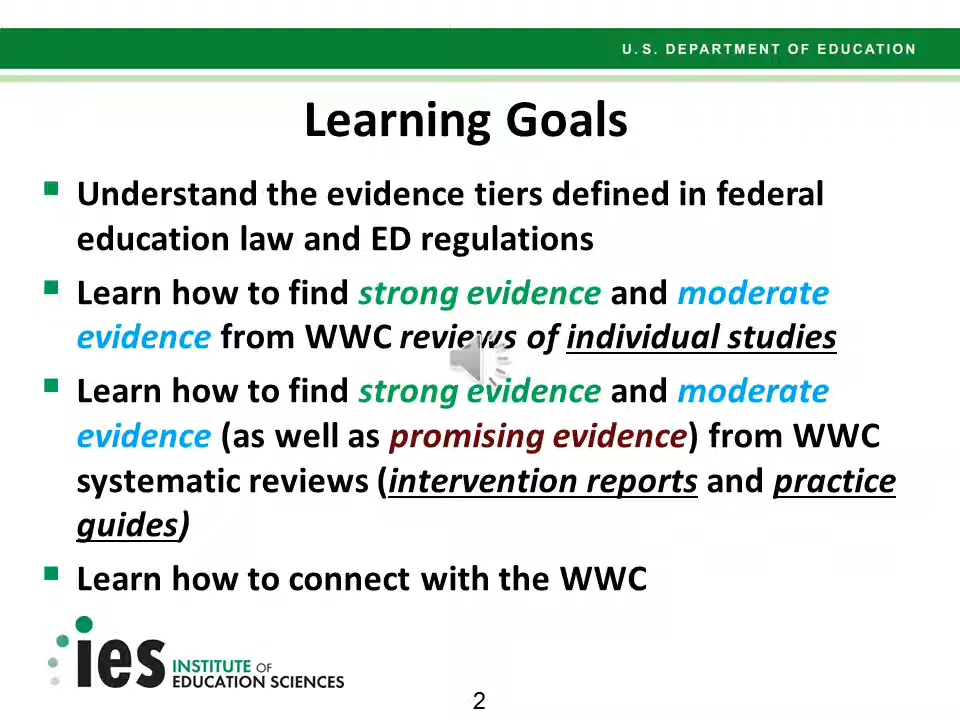 U.S. DEPARTMENT OF EDUCATION
Learning Goals
Understand the evidence tiers defined in federal
education law and ED regulations
Learn how to find strong evidence and moderate
evidence from WWC reviews of individual studies
Learn how to find strong evidence and moderate
evidence (as well as promising evidence) from WWC
systematic reviews (intervention reports and practice
guides)
Learn how to connect with the WWC
ies INSTITUTE OF
EDUCATION SCIENCES
2